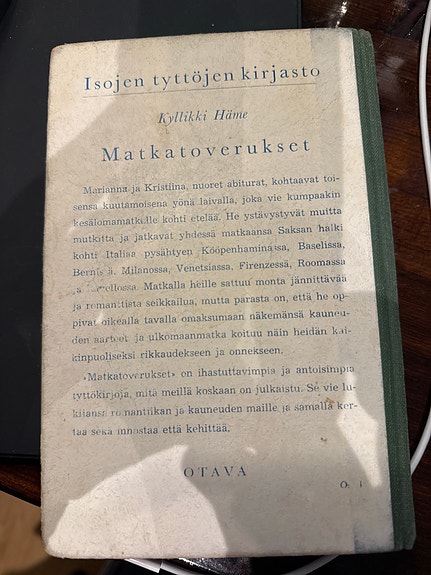 Isojen tyttöjen kirjasto
Kyllikki Häme
Matkatoverukset
Marianna ja Kristiina, nuoret abiturat, kohtaavat toi-
sensa kuutamoisena yönä laivalla, joka vie kumpaakin
kesälomamatkalle kohti etelää. He ystävystyvät muitta
mutkitta ja jatkavat yhdessä matkaansa Saksan halki
kohti Italiaa pysähtyen Kööpenhaminassa, Baselissa,
Milanossa, Venetsiassa, Firenzessä, Roomassa
Matkalla heille sattuu monta jännittävää
ja romanttista seikkailua, mutta parasta on, että he op-
pivat oikealla tavalla omaksumaan näkemänsä kauneu-
den aarteet ja ulkomaanmatka koituu näin heidän kai-
kinpuoliseksi rikkaudekseen ja onnekseen.
»Matkatoverukset» on ihastuttavimpia ja antoisimpia
tyttökirjoja, mitä meillä koskaan on julkaistu. Se vie lu-
kijansa romantiikan ja kauneuden maille ja samalla ker-
taa sekä innostaa että kehittää.
OTAVA